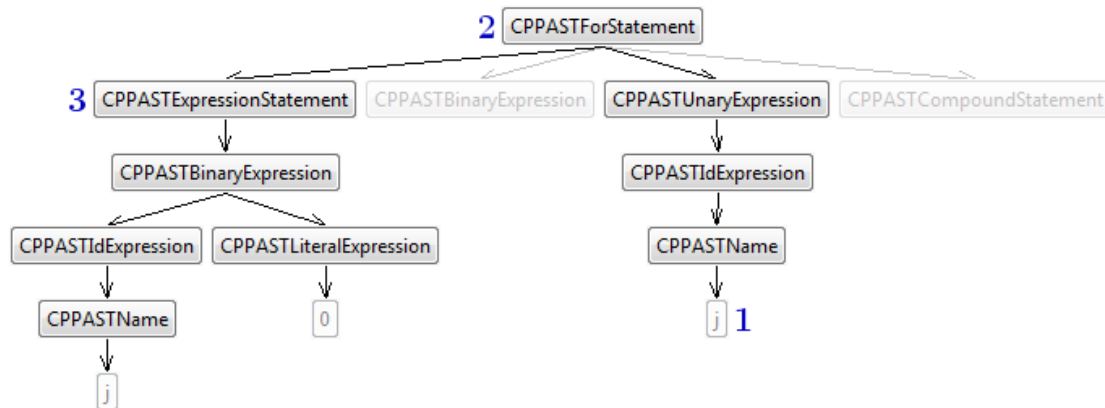 2 CPPASTForStatement
3 CPPASTExpressionStatement CPPASTBinaryExpression CPPASTUnaryExpression CPPASTCompoundStatement
CPPASTBinaryExpression CPPASTIdExpression
CPPASTIdExpression CPPASTLiteralExpression CPPASTName
CPPASTName 0 j 1
j